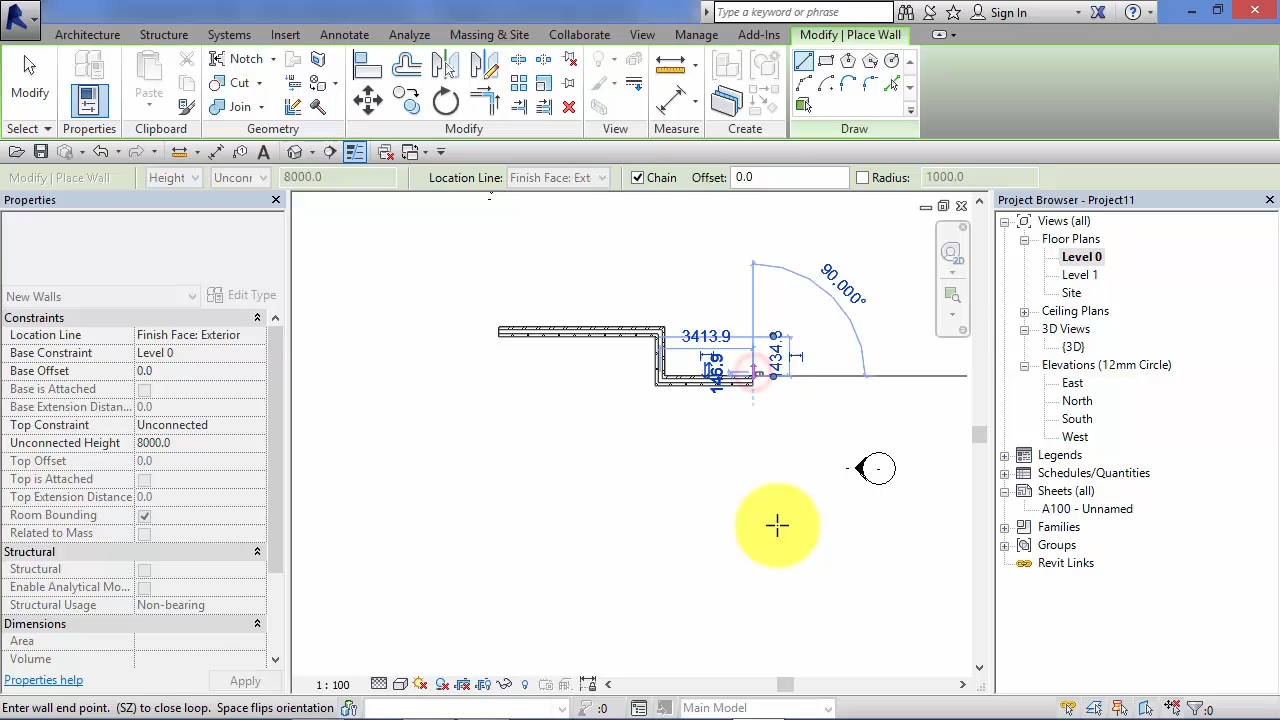 Type a keyword or phrase
Sign In
Architecture Structure Systems Insert Annotate Analyze Massing & Site Collaborate View Manage Add-Ins Modify | Place Wall
Modify
Paste
Notch
Cut
Join
Select Properties Clipboard Geometry Modify View Measure Create Draw
Modify | Place Wall
Height
Unconr
8000.0
Location Line:
Finish Face: Ext
Chain
Offset:
0.0
Radius:
1000.0
Properties
New Walls
Edit Type
Constraints
Location Line Finish Face: Exterior
Base Constraint Level 0
Base Offset 0.0
Base is Attached
Base Extension Distance 0.0
Top Constraint Unconnected
Unconnected Height 8000.0
Top Offset 0.0
Top is Attached
Top Extension Distance 0.0
Room Bounding
Related to Mass
Structural
Structural
Enable Analytical Mo...
Structural Usage Non-bearing
Dimensions
Area
Volume
Properties help
Apply
2D
90.000°
3413.9
1434.9
146.9
1 : 100
Project Browser - Project11
Views (all)
Floor Plans
Level 0
Level 1
Site
Ceiling Plans
3D Views
{3D}
Elevations (12mm Circle)
East
North
South
West
Legends
Schedules/Quantities
Sheets (all)
A100 - Unnamed
Families
Groups
Revit Links
Enter wall end point. (SZ) to close loop. Space flips orientation
:0
Main Model
:0